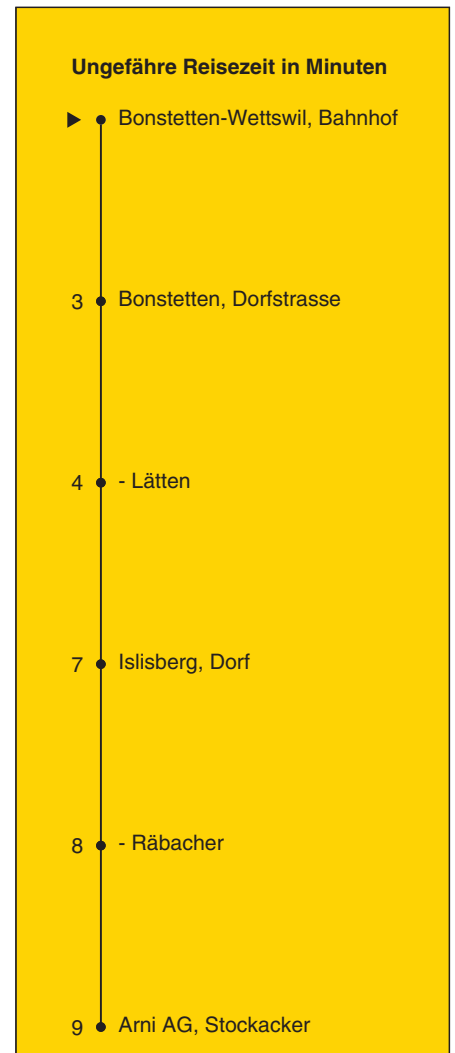 Ungefähre Reisezeit in Minuten
Bonstetten-Wettswil, Bahnhof
3 Bonstetten, Dorfstrasse
4 - Lätten
7 Islisberg, Dorf
8 - Räbacher
9 Arni AG, Stockacker